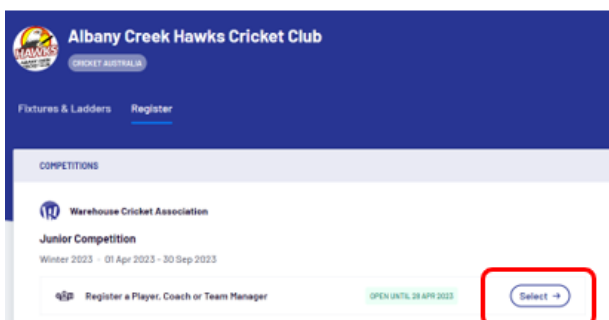 Albany Creek Hawks Cricket Club
HAWKS
CRICKET AUSTRALIA
Fixtures & Ladders Register
COMPETITIONS
Warehouse Cricket Association
Junior Competition
Winter 2023 · 01 Apr 2023 - 30 Sep 2023
Register a Player, Coach or Team Manager OPEN UNTIL 28 APR 2023 Select →